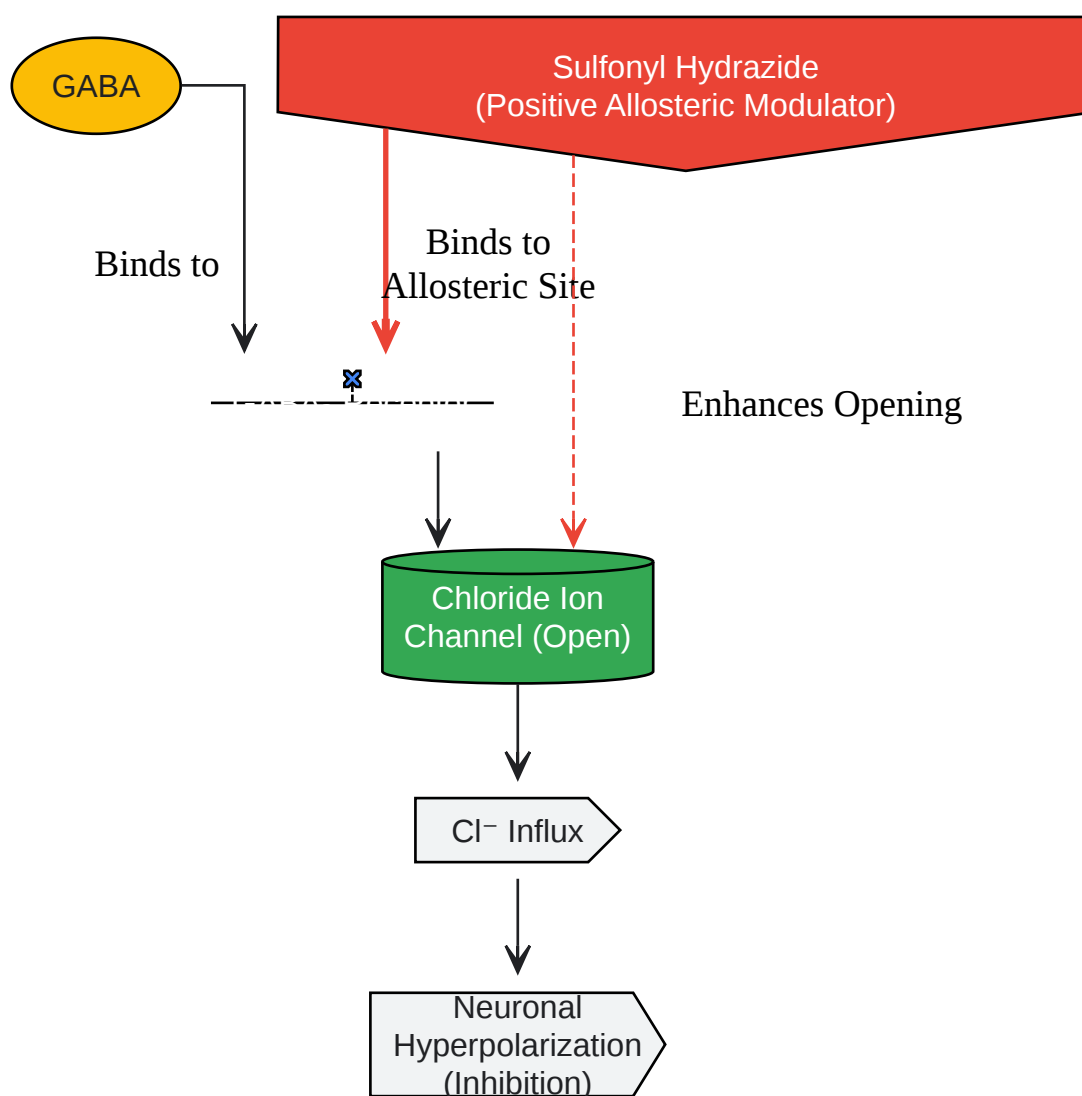 GABA
Sulfonyl Hydrazide
(Positive Allosteric Modulator)
Binds to
Binds to
Allosteric Site
Enhances Opening
Chloride Ion
Channel (Open)
Cl⁻ Influx
Neuronal
Hyperpolarization
(Inhibition)